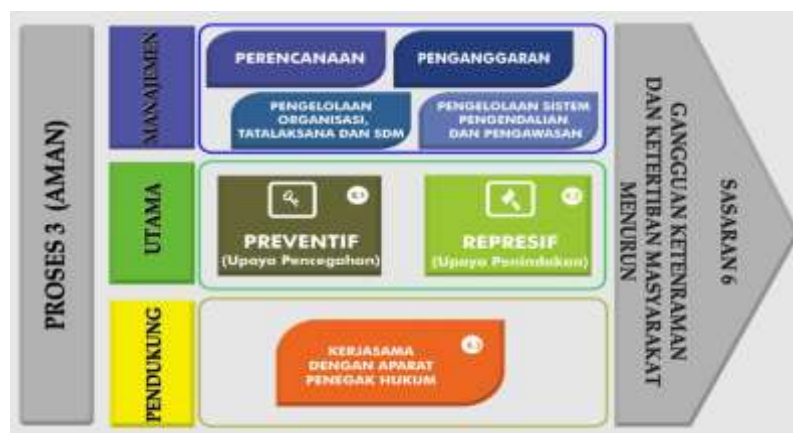 PROSES 3 (AMAN)
MANAJEMEN
PERENCANAAN
PENGANGGARAN
PENGELOLAAN
ORGANISASI,
TATALAKSANA DAN SDM
PENGELOLAAN SISTEM
PENGENDALIAN
DAN PENGAWASAN
UTAMA
PREVENTIF
(Upaya Pencegahan)
REPRESIF
(Upaya Penindakan)
PENDUKUNG
KERJASAMA
DENGAN APARAT
PENEGAK HUKUM
SASARAN 6
GANGGUAN KETENRAMAN
DAN KETERTIBAN MASYARAKAT
MENURUN